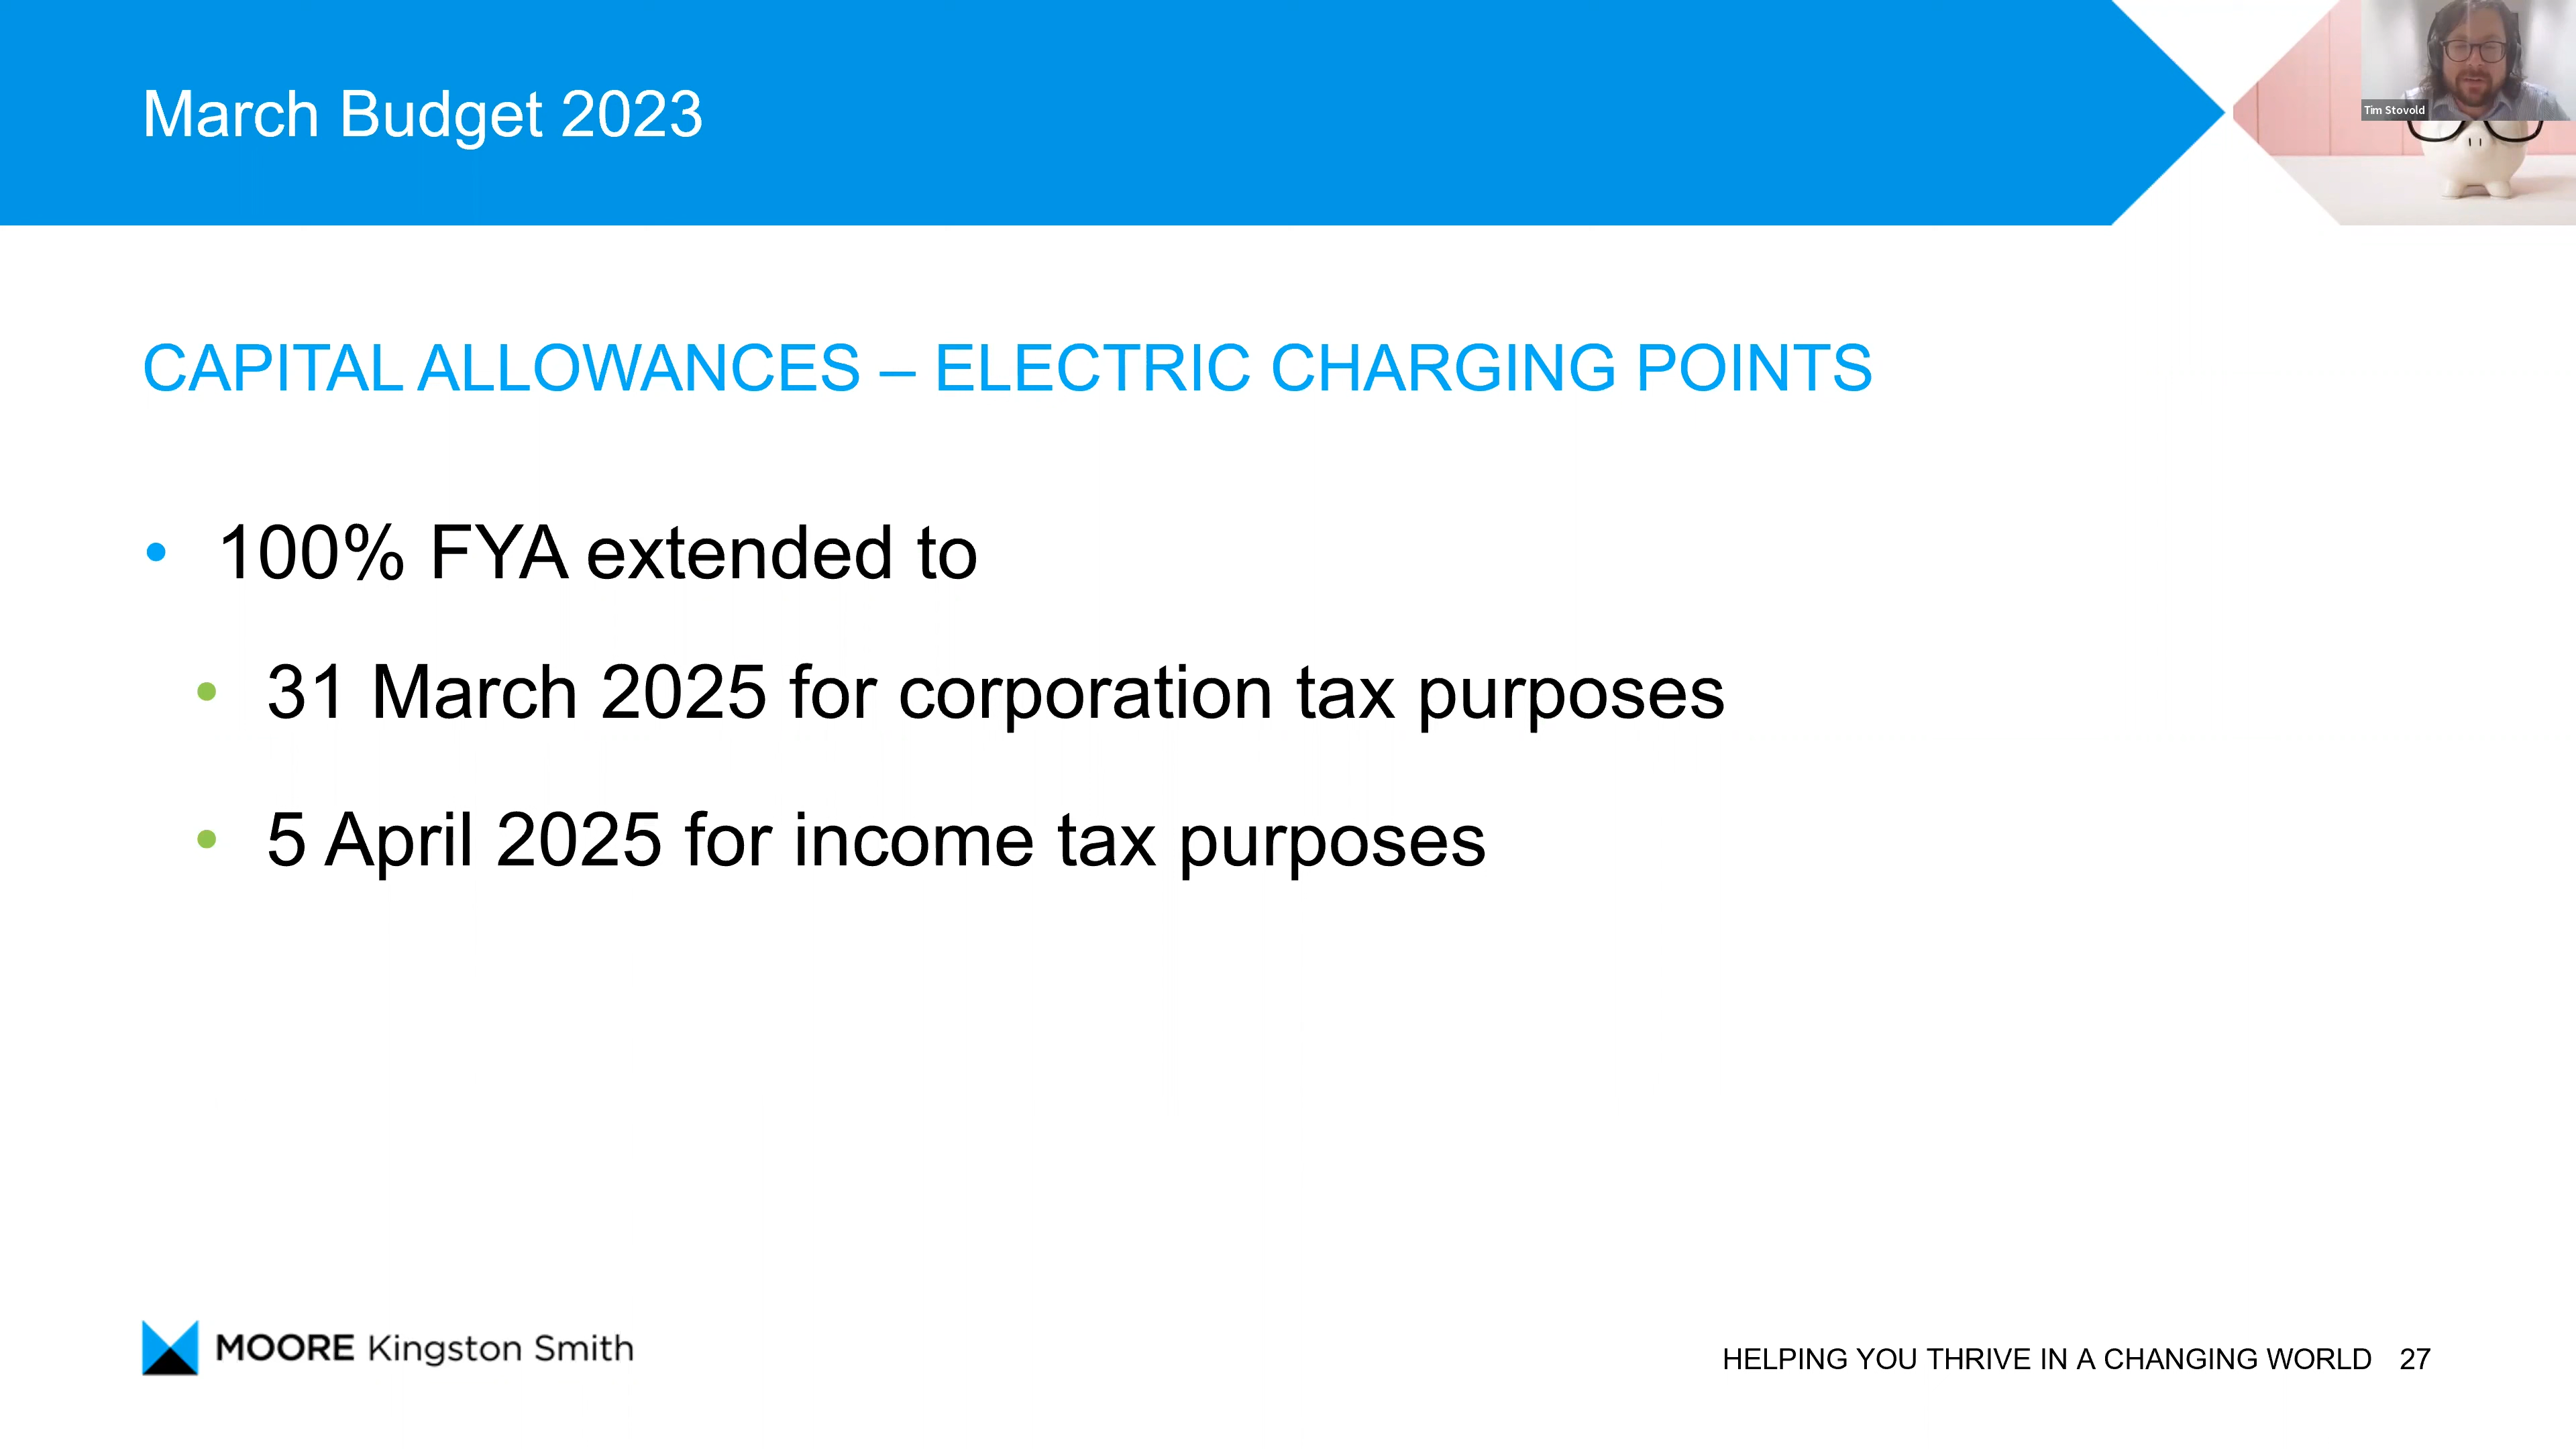 March Budget 2023
Tim Stovold
CAPITAL ALLOWANCES – ELECTRIC CHARGING POINTS
• 100% FYA extended to
• 31 March 2025 for corporation tax purposes
• 5 April 2025 for income tax purposes
MOORE Kingston Smith
HELPING YOU THRIVE IN A CHANGING WORLD 27